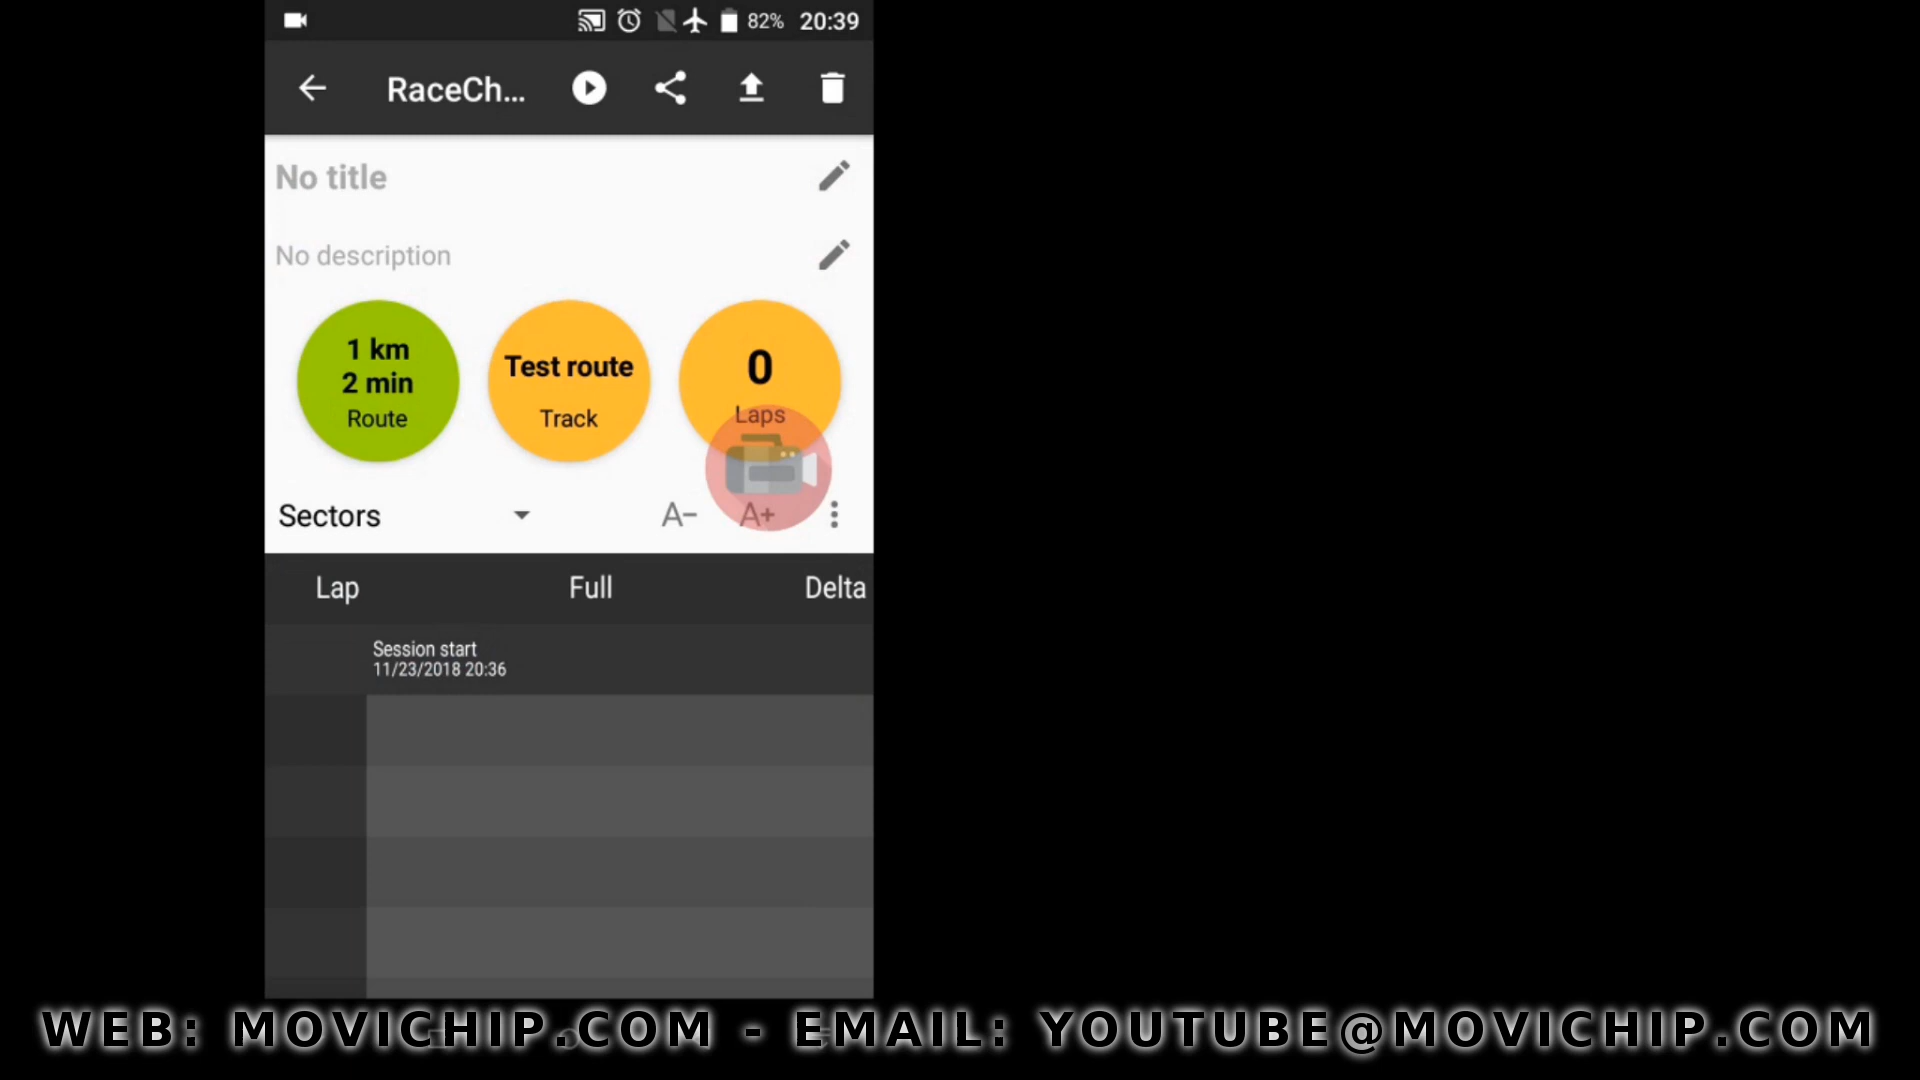 82% 20:39
RaceCh...
No title
No description
1 km
2 min
Route
Test route
Track
0
Laps
Sectors
A−
A+
Lap Full Delta
Session start
11/23/2018 20:36
WEB: MOVICHIP.COM - EMAIL: YOUTUBE@MOVICHIP.COM